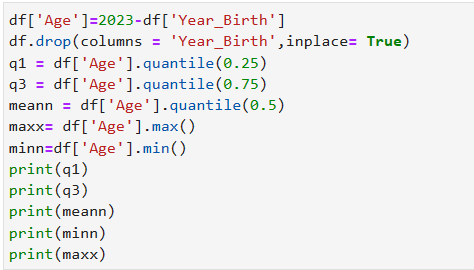 df['Age']=2023-df['Year_Birth']
df.drop(columns = 'Year_Birth',inplace= True)
q1 = df['Age'].quantile(0.25)
q3 = df['Age'].quantile(0.75)
meann = df['Age'].quantile(0.5)
maxx= df['Age'].max()
minn=df['Age'].min()
print(q1)
print(q3)
print(meann)
print(minn)
print(maxx)